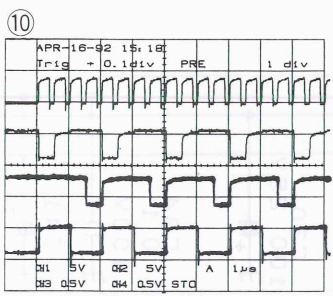 10
APR-16-92 15:18
Trig + 0.1div PRE 1 div
CH1 5V CH2 5V A 1µs
CH3 0.5V CH4 0.5V STO